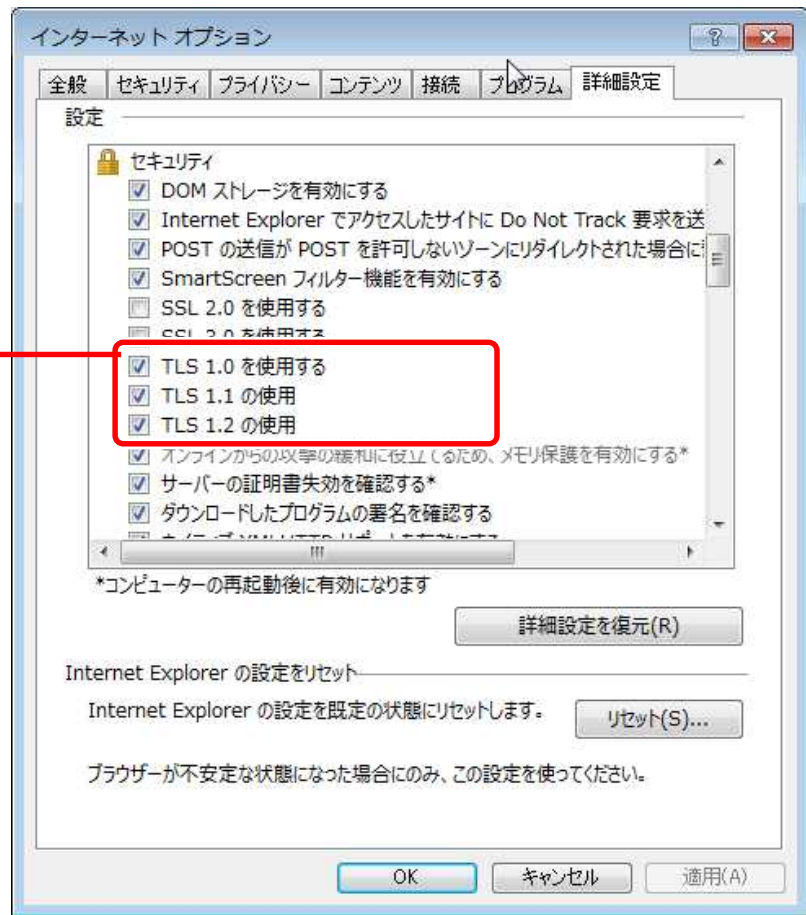 インターネット オプション
全般 セキュリティ プライバシー コンテンツ 接続 プログラム 詳細設定
設定
セキュリティ
DOM ストレージを有効にする
Internet Explorer でアクセスしたサイトに Do Not Track 要求を送
POST の送信が POST を許可しないゾーンにリダイレクトされた場合に
SmartScreen フィルター機能を有効にする
SSL 2.0 を使用する
SSL 3.0 を使用する
TLS 1.0 を使用する
TLS 1.1 の使用
TLS 1.2 の使用
オンラインからの攻撃の緩和に役立てるため、メモリ保護を有効にする*
サーバーの証明書失効を確認する*
ダウンロードしたプログラムの署名を確認する
*コンピューターの再起動後に有効になります
詳細設定を復元(R)
Internet Explorer の設定をリセット
Internet Explorer の設定を既定の状態にリセットします。
リセット(S)...
ブラウザーが不安定な状態になった場合にのみ、この設定を使ってください。
OK キャンセル 適用(A)